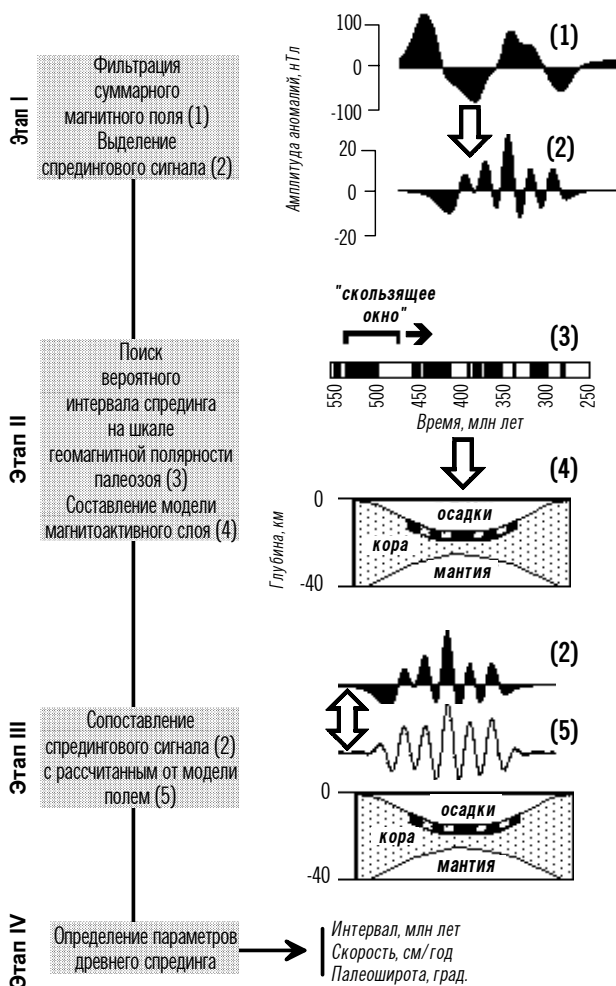 Этап I
Фильтрация
суммарного
магнитного поля (1)
Выделение
спредингового сигнала (2)
Амплитуда аномалий, нТл
100
0
-100
(1)
20
0
-20
(2)
Этап II
Поиск
вероятного
интервала спрединга
на шкале
геомагнитной полярности
палеозоя (3)
Составление модели
магнитоактивного слоя (4)
"скользящее
окно"
(3)
550 500 450 400 350 300 250
Время, млн лет
(4)
Глубина, км
0
-40
осадки
кора
мантия
Этап III
Сопоставление
спредингового сигнала (2)
с рассчитанным от модели
полем (5)
(2)
(5)
0
-40
осадки
кора
мантия
Этап IV
Определение параметров
древнего спрединга
Интервал, млн лет
Скорость, см/год
Палеоширота, град.